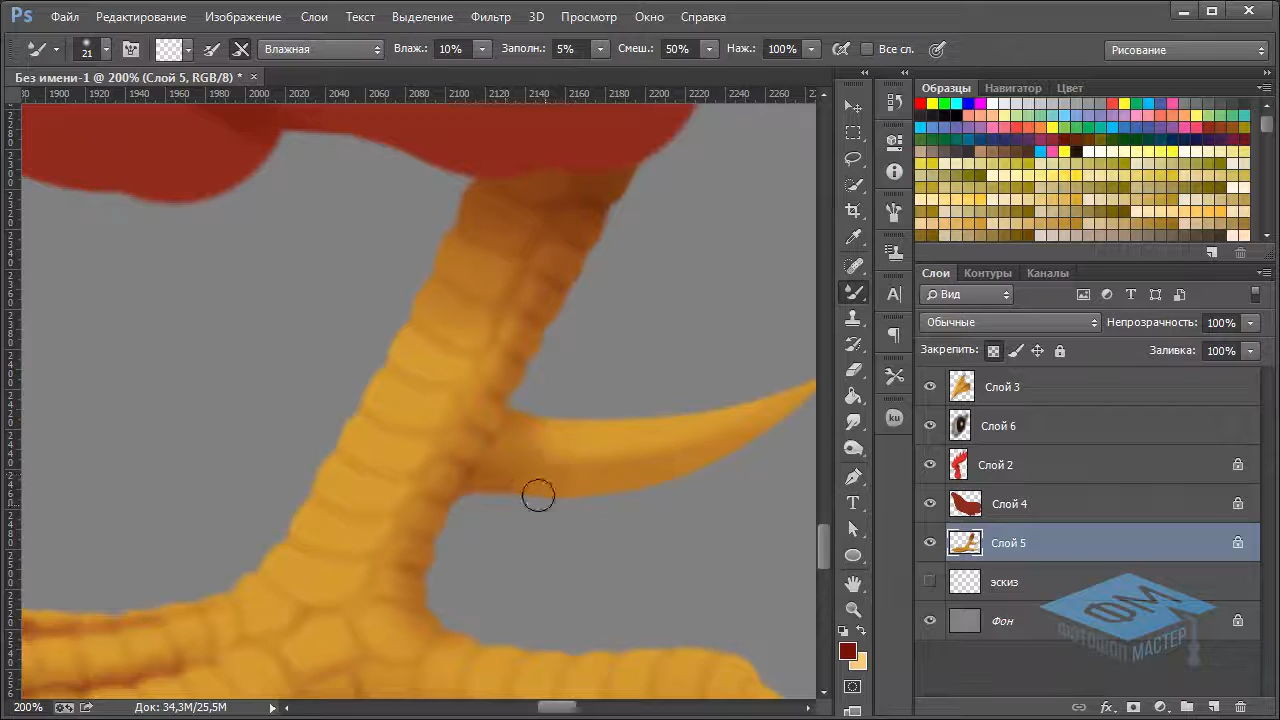 Ps Файл Редактирование Изображение Слои Текст Выделение Фильтр 3D Просмотр Окно Справка
21 Влажная Влаж.: 10% Заполн.: 5% Смеш.: 50% Наж.: 100% Все сл. Рисование
Без имени-1 @ 200% (Слой 5, RGB/8) * ×
1900 1920 1940 1960 1980 2000 2020 2040 2060 2080 2100 2120 2140 2160 2180 2200 2220 2240 2260
Образцы Навигатор Цвет
Слои Контуры Каналы
Вид
Обычные Непрозрачность: 100%
Закрепить: Заливка: 100%
Слой 3
ku
Слой 6
Слой 2
Слой 4
Слой 5
эскиз
Фон
ФМ
ФОТОШОП
МАСТЕР
200% Док: 34,3M/25,5M